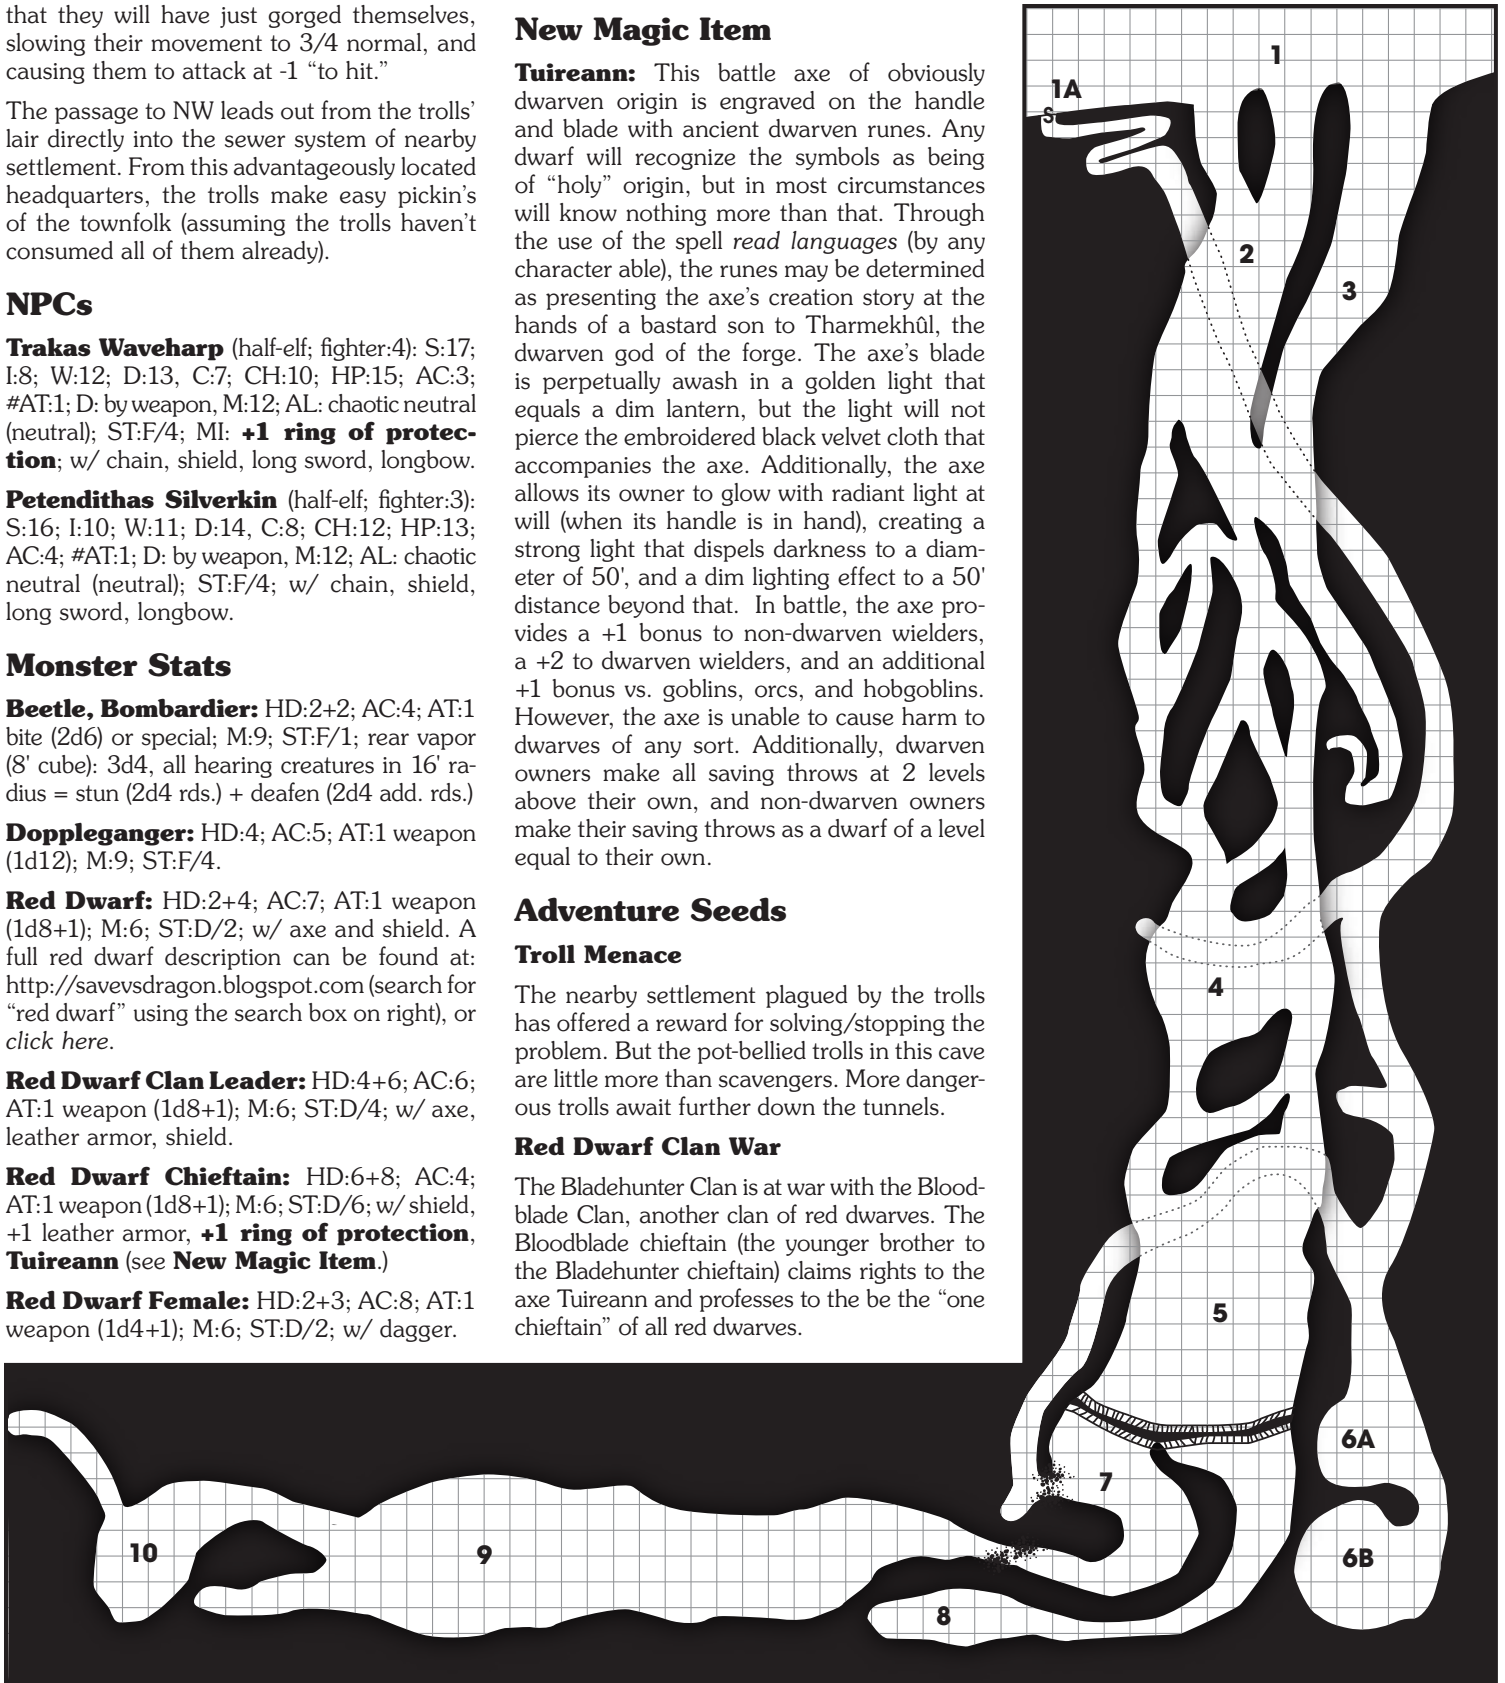 that they will have just gorged themselves,
slowing their movement to 3/4 normal, and
causing them to attack at -1 “to hit.”
The passage to NW leads out from the trolls’
lair directly into the sewer system of nearby
settlement. From this advantageously located
headquarters, the trolls make easy pickin’s
of the townfolk (assuming the trolls haven’t
consumed all of them already).
NPCs
Trakas Waveharp (half-elf; fighter:4): S:17;
I:8; W:12; D:13, C:7; CH:10; HP:15; AC:3;
#AT:1; D: by weapon, M:12; AL: chaotic neutral
(neutral); ST:F/4; MI: +1 ring of protec-
tion; w/ chain, shield, long sword, longbow.
Petendithas Silverkin (half-elf; fighter:3):
S:16; I:10; W:11; D:14, C:8; CH:12; HP:13;
AC:4; #AT:1; D: by weapon, M:12; AL: chaotic
neutral (neutral); ST:F/4; w/ chain, shield,
long sword, longbow.
Monster Stats
Beetle, Bombardier: HD:2+2; AC:4; AT:1
bite (2d6) or special; M:9; ST:F/1; rear vapor
(8' cube): 3d4, all hearing creatures in 16' ra-
dius = stun (2d4 rds.) + deafen (2d4 add. rds.)
Doppleganger: HD:4; AC:5; AT:1 weapon
(1d12); M:9; ST:F/4.
Red Dwarf: HD:2+4; AC:7; AT:1 weapon
(1d8+1); M:6; ST:D/2; w/ axe and shield. A
full red dwarf description can be found at:
http://savevsdragon.blogspot.com (search for
“red dwarf” using the search box on right), or
click here.
Red Dwarf Clan Leader: HD:4+6; AC:6;
AT:1 weapon (1d8+1); M:6; ST:D/4; w/ axe,
leather armor, shield.
Red Dwarf Chieftain: HD:6+8; AC:4;
AT:1 weapon (1d8+1); M:6; ST:D/6; w/ shield,
+1 leather armor, +1 ring of protection,
Tuireann (see New Magic Item.)
Red Dwarf Female: HD:2+3; AC:8; AT:1
weapon (1d4+1); M:6; ST:D/2; w/ dagger.
New Magic Item
Tuireann: This battle axe of obviously
dwarven origin is engraved on the handle
and blade with ancient dwarven runes. Any
dwarf will recognize the symbols as being
of “holy” origin, but in most circumstances
will know nothing more than that. Through
the use of the spell read languages (by any
character able), the runes may be determined
as presenting the axe’s creation story at the
hands of a bastard son to Tharmekhûl, the
dwarven god of the forge. The axe’s blade
is perpetually awash in a golden light that
equals a dim lantern, but the light will not
pierce the embroidered black velvet cloth that
accompanies the axe. Additionally, the axe
allows its owner to glow with radiant light at
will (when its handle is in hand), creating a
strong light that dispels darkness to a diam-
eter of 50', and a dim lighting effect to a 50'
distance beyond that. In battle, the axe pro-
vides a +1 bonus to non-dwarven wielders,
a +2 to dwarven wielders, and an additional
+1 bonus vs. goblins, orcs, and hobgoblins.
However, the axe is unable to cause harm to
dwarves of any sort. Additionally, dwarven
owners make all saving throws at 2 levels
above their own, and non-dwarven owners
make their saving throws as a dwarf of a level
equal to their own.
Adventure Seeds
Troll Menace
The nearby settlement plagued by the trolls
has offered a reward for solving/stopping the
problem. But the pot-bellied trolls in this cave
are little more than scavengers. More danger-
ous trolls await further down the tunnels.
Red Dwarf Clan War
The Bladehunter Clan is at war with the Blood-
blade Clan, another clan of red dwarves. The
Bloodblade chieftain (the younger brother to
the Bladehunter chieftain) claims rights to the
axe Tuireann and professes to the be the “one
chieftain” of all red dwarves.
1
1A
S
2
3
4
5
6A
7
6B
10
9
8